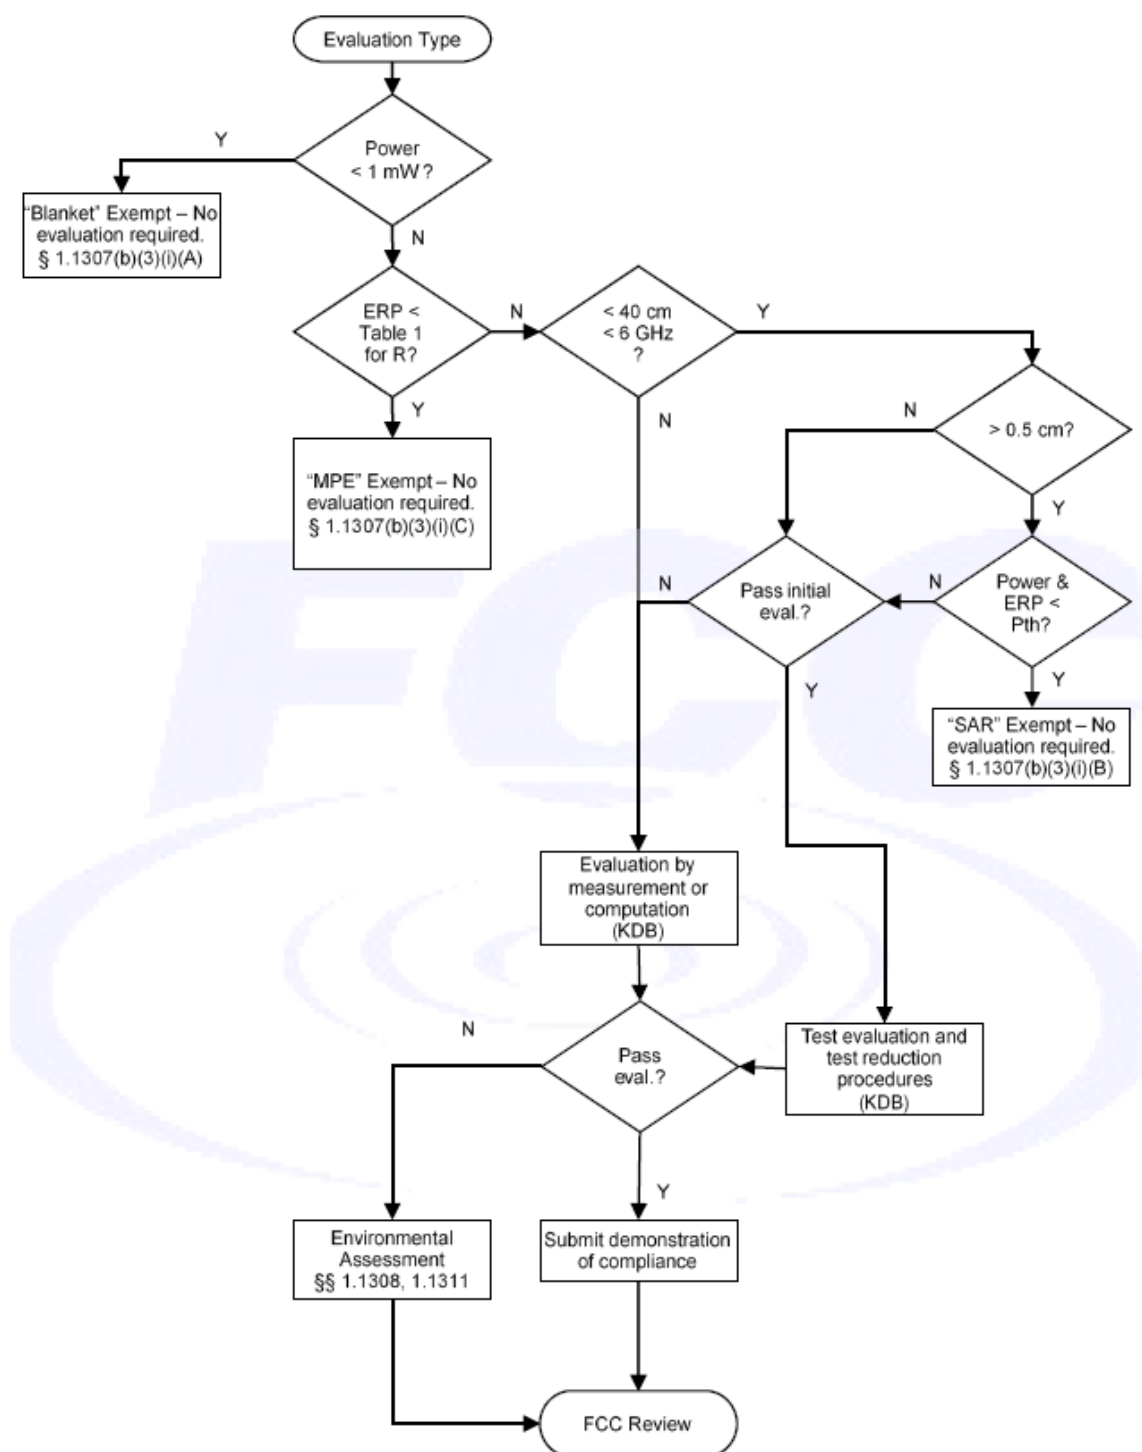 Evaluation Type
Power
< 1 mW?
Y
"Blanket" Exempt – No
evaluation required.
§ 1.1307(b)(3)(i)(A)
N
ERP <
Table 1
for R?
N
< 40 cm
< 6 GHz
?
Y
Y
N
N
> 0.5 cm?
"MPE" Exempt – No
evaluation required.
§ 1.1307(b)(3)(i)(C)
Y
N
Pass initial
eval.?
N
Power &
ERP <
Pth?
Y
Y
"SAR" Exempt – No
evaluation required.
§ 1.1307(b)(3)(i)(B)
FCC
Evaluation by
measurement or
computation
(KDB)
N
Pass
eval.?
Test evaluation and
test reduction
procedures
(KDB)
Y
Environmental
Assessment
§§ 1.1308, 1.1311
Submit demonstration
of compliance
FCC Review